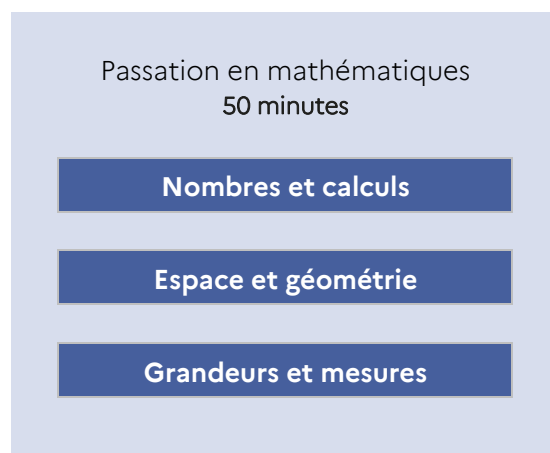 Passation en mathématiques
50 minutes
Nombres et calculs
Espace et géométrie
Grandeurs et mesures